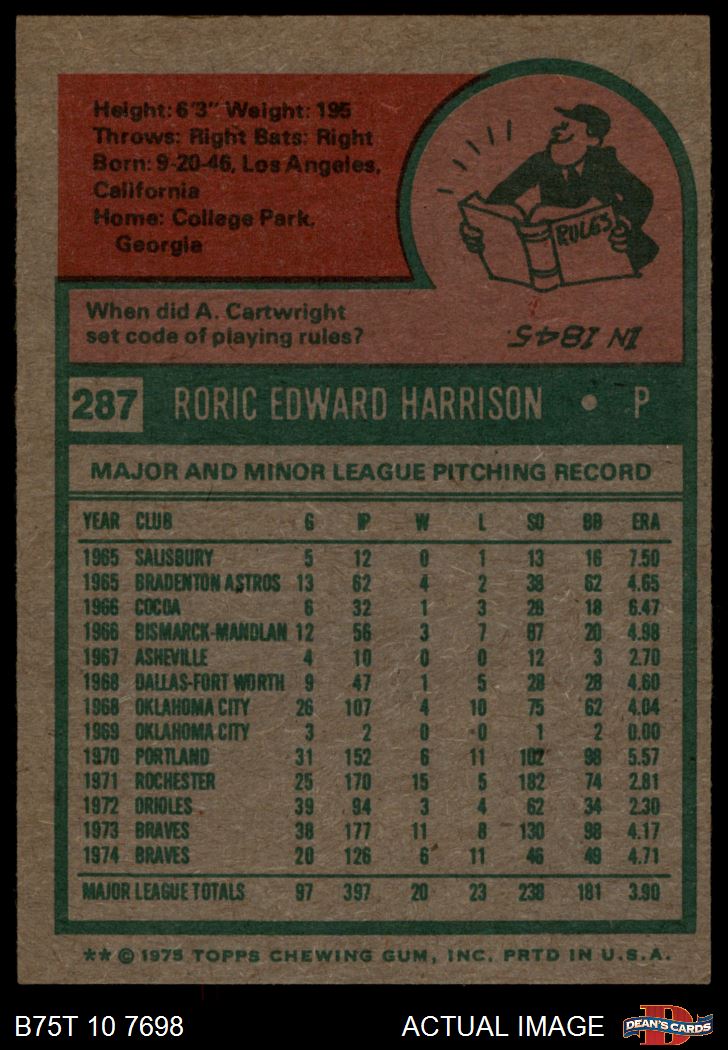 Height: 6'3" Weight: 195
Throws: Right Bats: Right
Born: 9-20-46, Los Angeles,
California
Home: College Park,
Georgia
RULES
When did A. Cartwright
set code of playing rules?
IN 1845.
287 RORIC EDWARD HARRISON • P
MAJOR AND MINOR LEAGUE PITCHING RECORD
YEAR CLUB G IP W L SO BB ERA
1965 SALISBURY 5 12 0 1 13 16 7.50
1965 BRADENTON ASTROS 13 62 4 2 38 62 4.65
1966 COCOA 6 32 1 3 28 18 6.47
1966 BISMARCK-MANDLAN 12 56 3 7 67 20 4.98
1967 ASHEVILLE 4 10 0 0 12 3 2.70
1968 DALLAS-FORT WORTH 9 47 1 5 28 28 4.60
1968 OKLAHOMA CITY 26 107 4 10 75 62 4.04
1969 OKLAHOMA CITY 3 2 0 0 1 2 0.00
1970 PORTLAND 31 152 6 11 102 98 5.57
1971 ROCHESTER 25 170 15 5 182 74 2.81
1972 ORIOLES 39 94 3 4 62 34 2.30
1973 BRAVES 38 177 11 8 130 98 4.17
1974 BRAVES 20 126 6 11 46 49 4.71
MAJOR LEAGUE TOTALS 97 397 20 23 238 181 3.90
** © 1975 TOPPS CHEWING GUM, INC. PRTD IN U.S.A.
B75T 10 7698 ACTUAL IMAGE DEAN'S CARDS